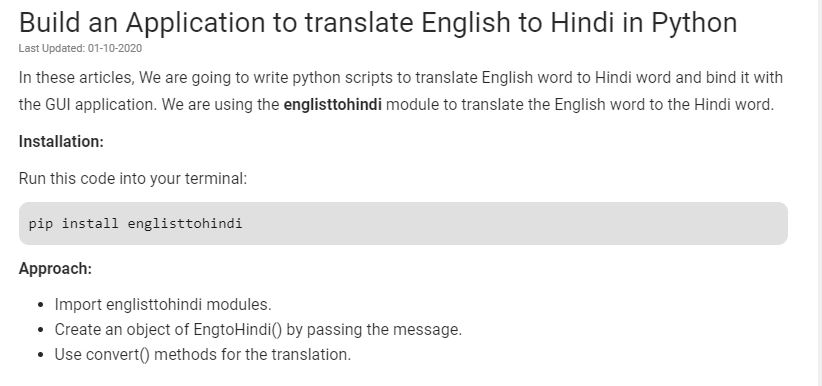 Build an Application to translate English to Hindi in Python
Last Updated: 01-10-2020
In these articles, We are going to write python scripts to translate English word to Hindi word and bind it with
the GUI application. We are using the englisttohindi module to translate the English word to the Hindi word.
Installation:
Run this code into your terminal:
pip install englisttohindi
Approach:
• Import englisttohindi modules.
• Create an object of EngtoHindi() by passing the message.
• Use convert() methods for the translation.